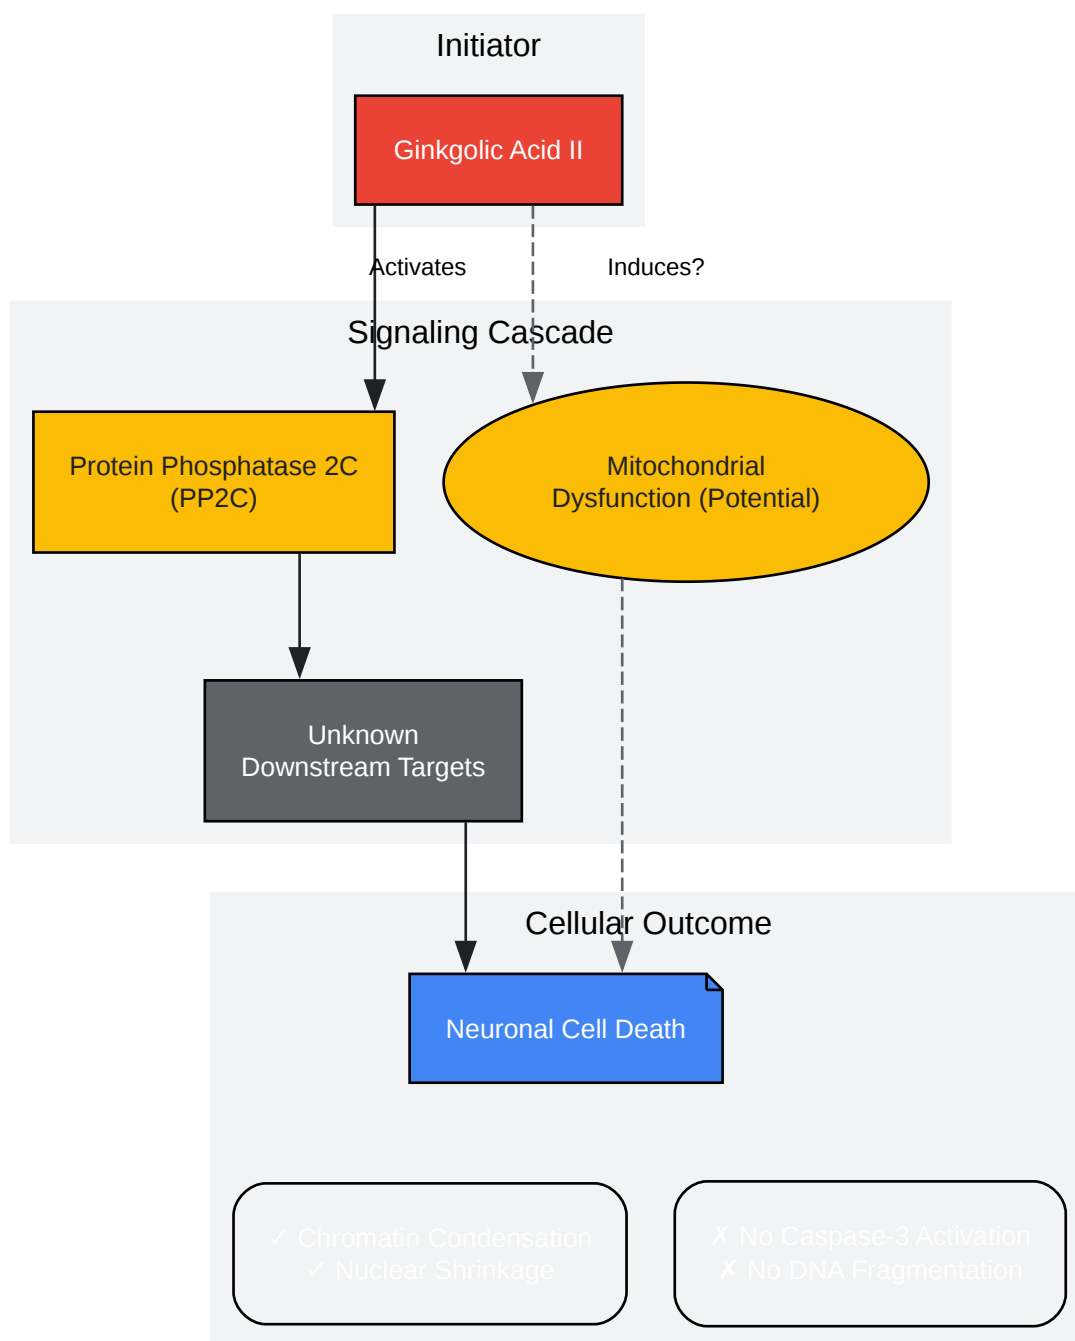 Initiator
Ginkgolic Acid II
Activates
Induces?
Signaling Cascade
Protein Phosphatase 2C
(PP2C)
Mitochondrial
Dysfunction (Potential)
Unknown
Downstream Targets
Cellular Outcome
Neuronal Cell Death
✓ Chromatin Condensation
✓ Nuclear Shrinkage
✗ No Caspase-3 Activation
✗ No DNA Fragmentation